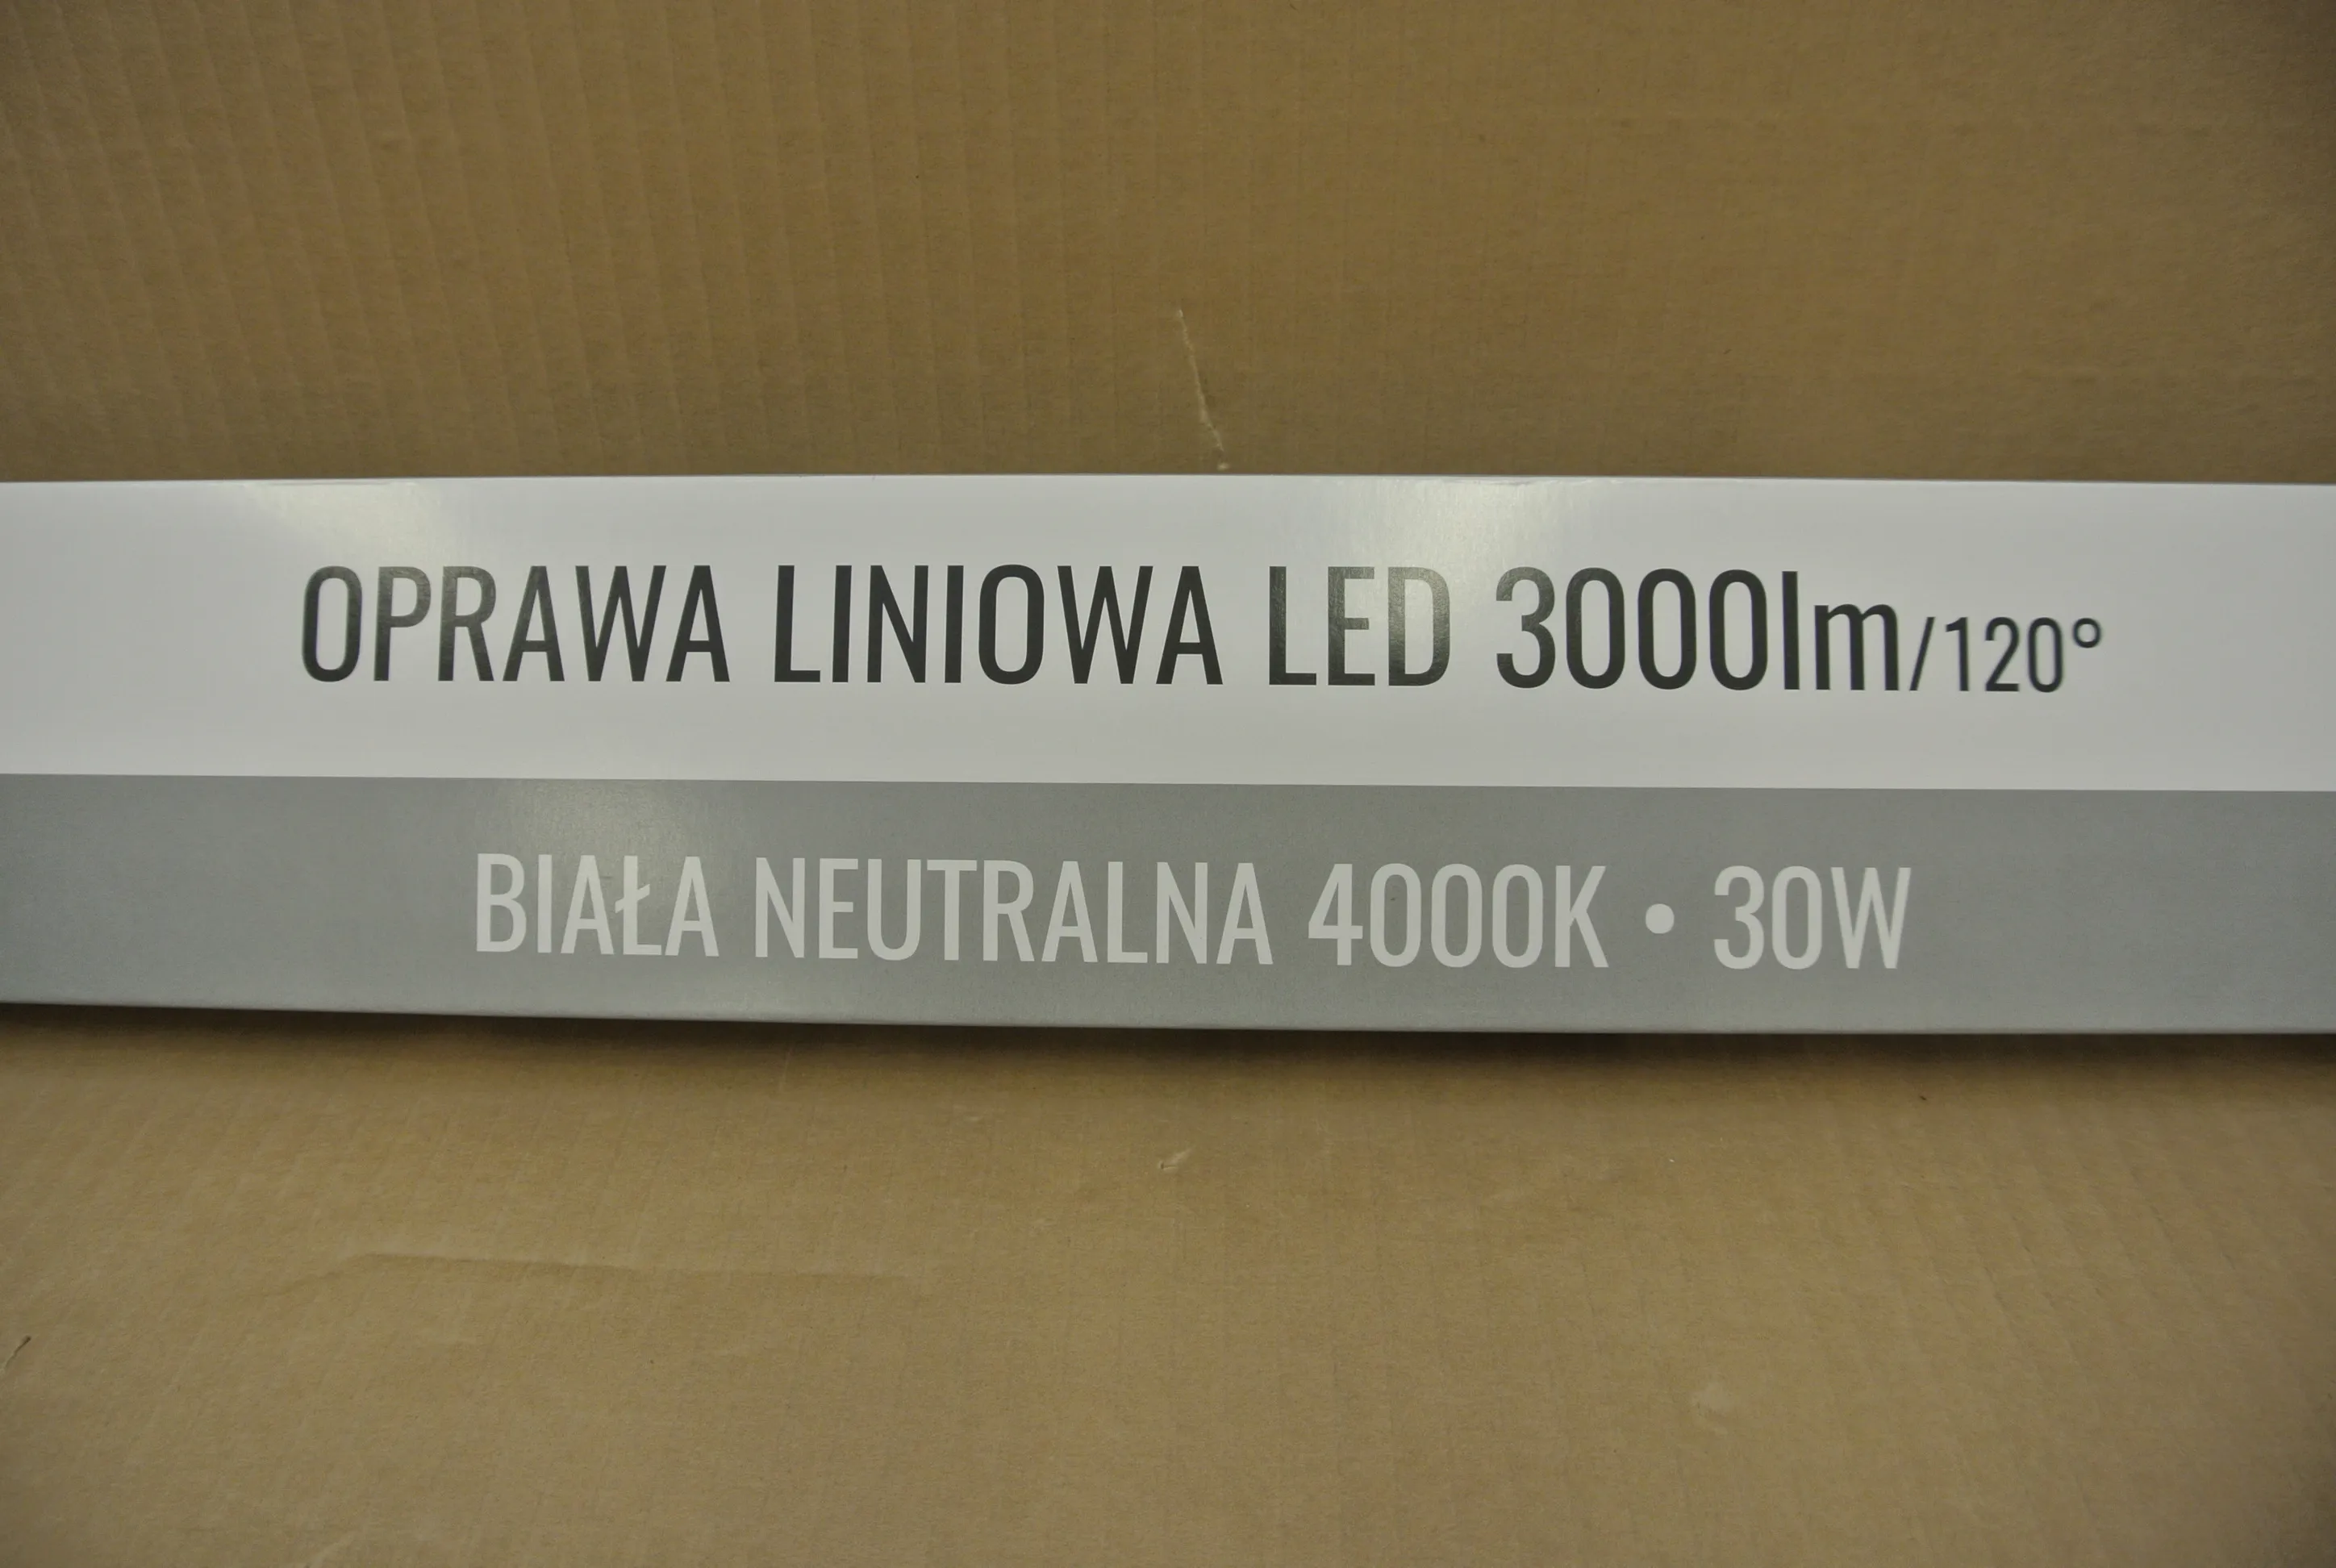 OPRAWA LINIOWA LED 3000lm/120°
BIAŁA NEUTRALNA 4000K • 30W